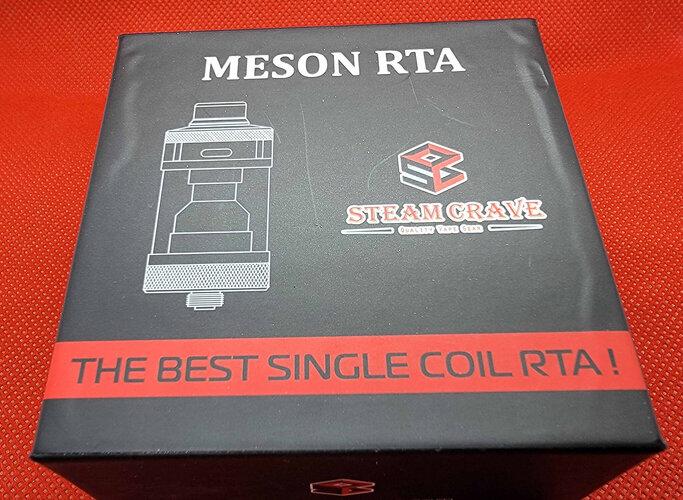 MESON RTA
STEAM CRAVE
QUALITY VAPE GEAR
THE BEST SINGLE COIL RTA !